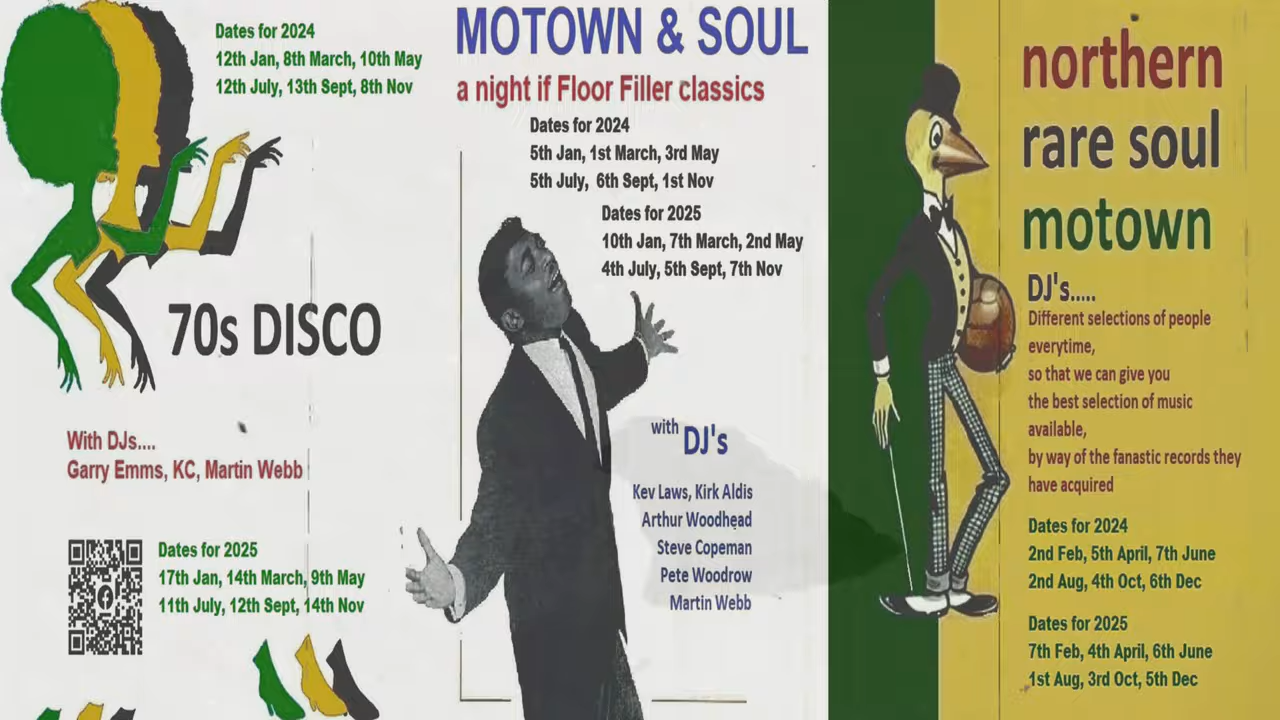 Dates for 2024
12th Jan, 8th March, 10th May
12th July, 13th Sept, 8th Nov
70s DISCO
With DJs....
Garry Emms, KC, Martin Webb
Dates for 2025
17th Jan, 14th March, 9th May
11th July, 12th Sept, 14th Nov
MOTOWN & SOUL
a night if Floor Filler classics
Dates for 2024
5th Jan, 1st March, 3rd May
5th July, 6th Sept, 1st Nov
Dates for 2025
10th Jan, 7th March, 2nd May
4th July, 5th Sept, 7th Nov
with DJ's
Kev Laws, Kirk Aldis
Arthur Woodhead
Steve Copeman
Pete Woodrow
Martin Webb
northern
rare soul
motown
DJ's.....
Different selections of people
everytime,
so that we can give you
the best selection of music
available,
by way of the fanastic records they
have acquired
Dates for 2024
2nd Feb, 5th April, 7th June
2nd Aug, 4th Oct, 6th Dec
Dates for 2025
7th Feb, 4th April, 6th June
1st Aug, 3rd Oct, 5th Dec